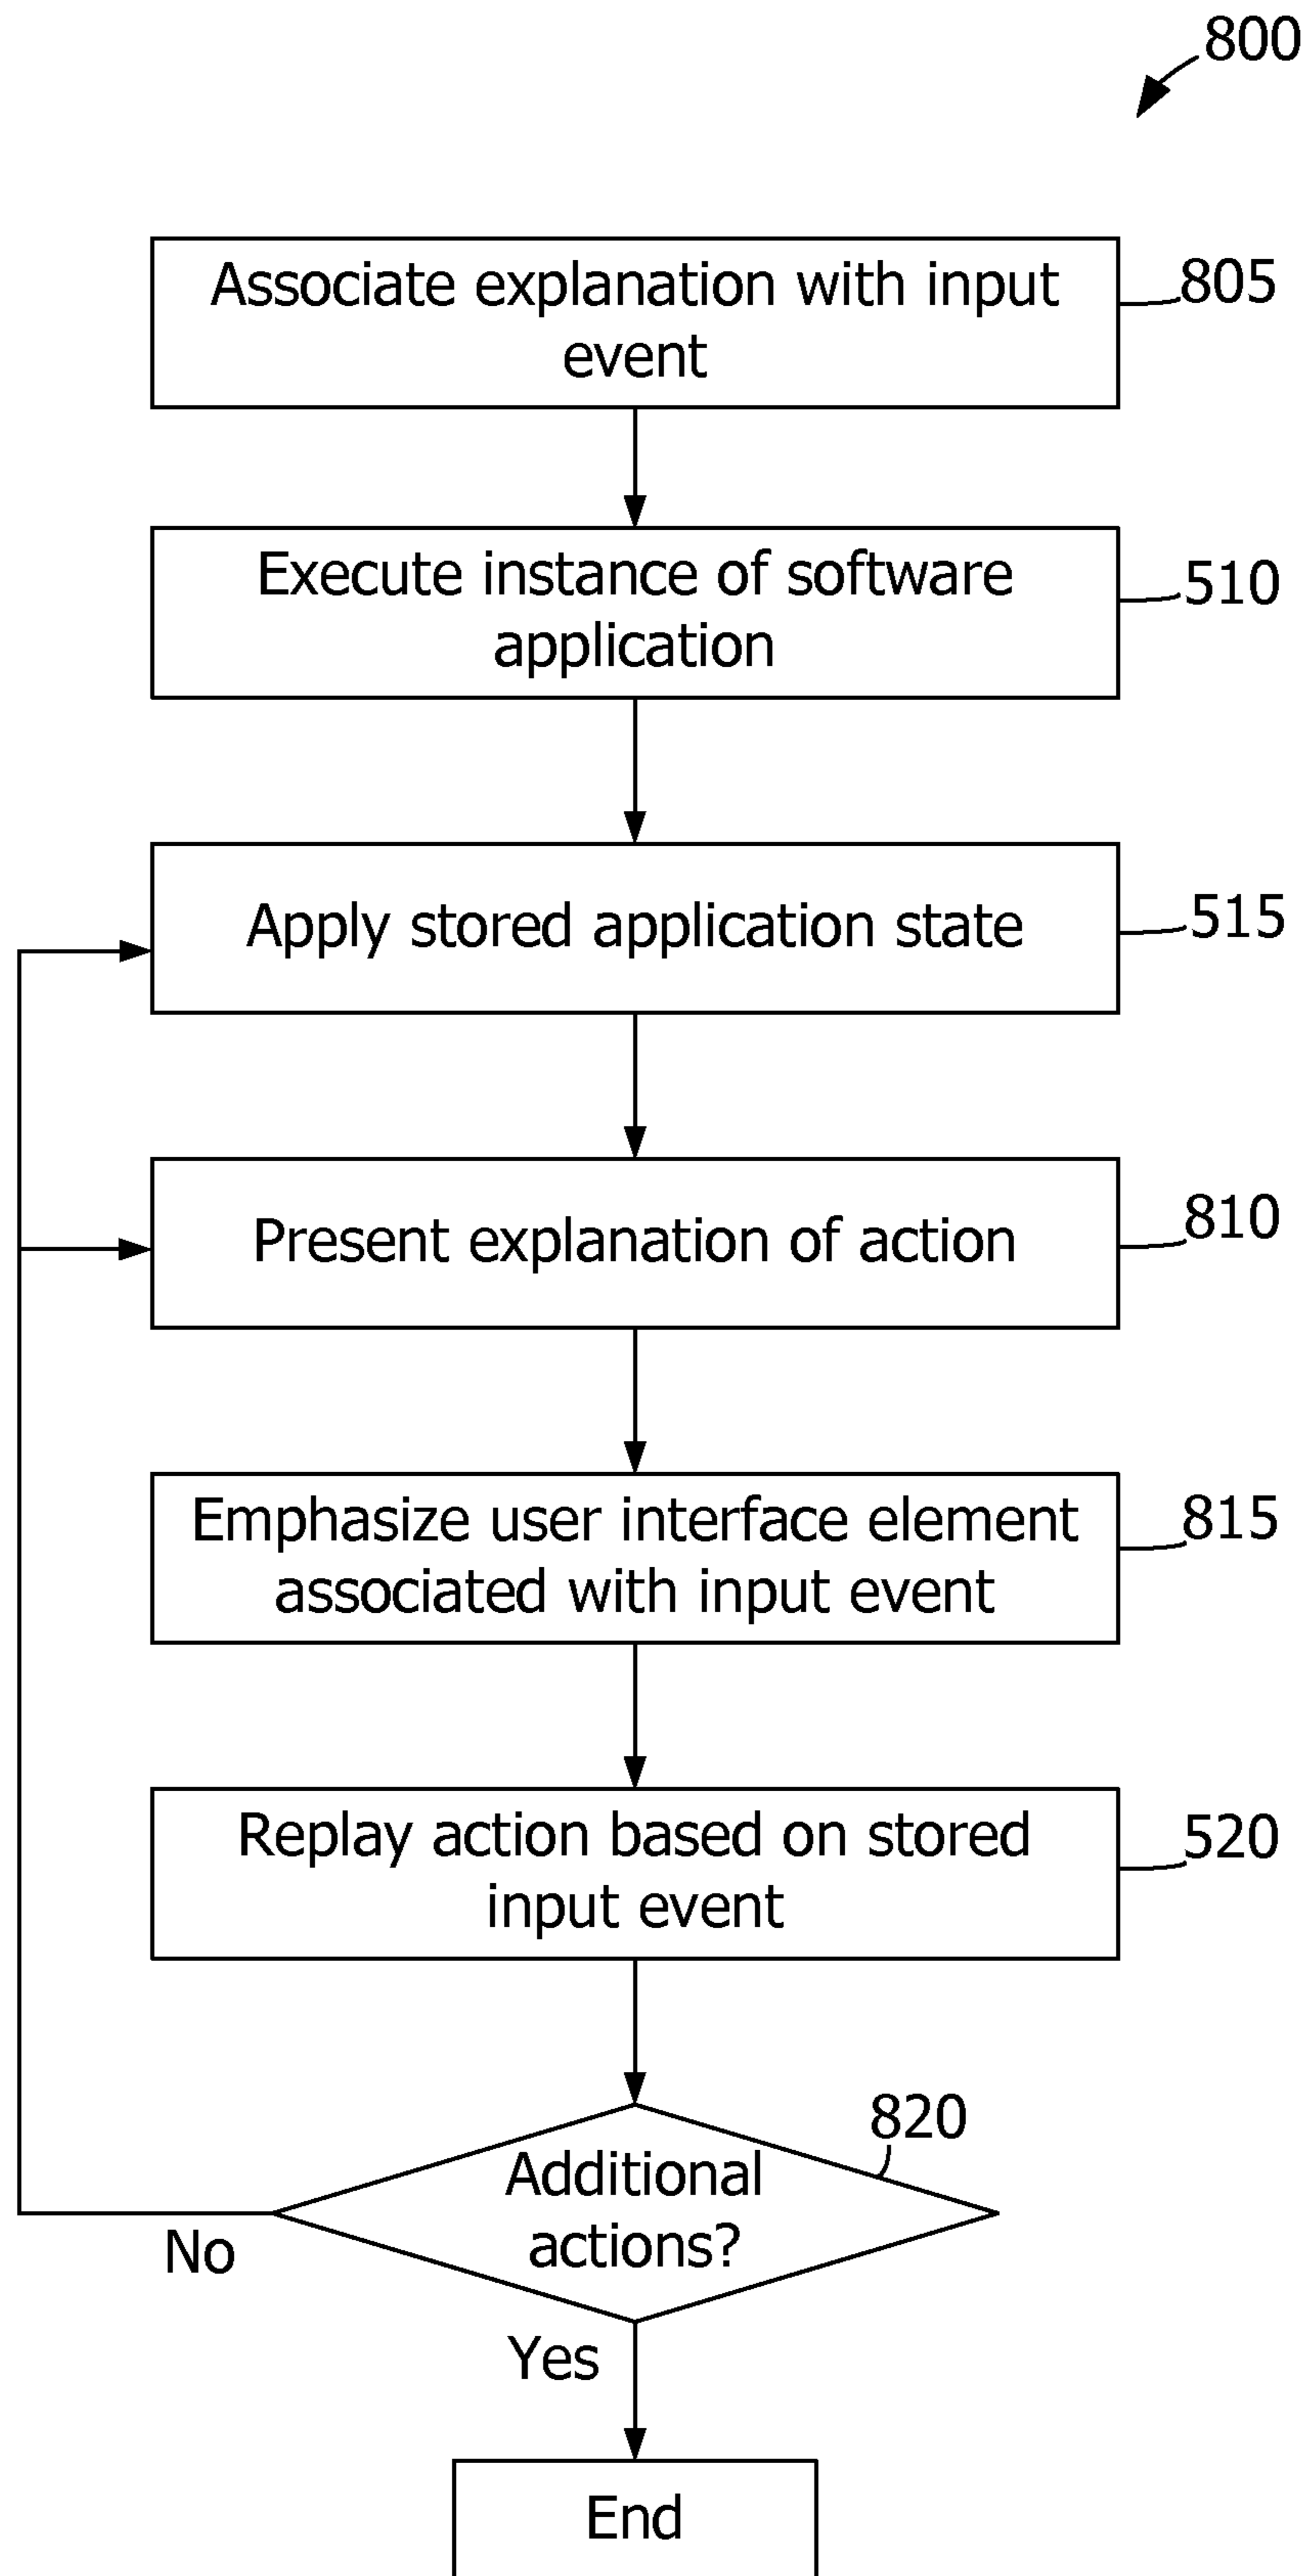 800
Associate explanation with input
event
805
Execute instance of software
application
510
Apply stored application state
515
Present explanation of action
810
Emphasize user interface element
associated with input event
815
Replay action based on stored
input event
520
820
Additional
actions?
No
Yes
End